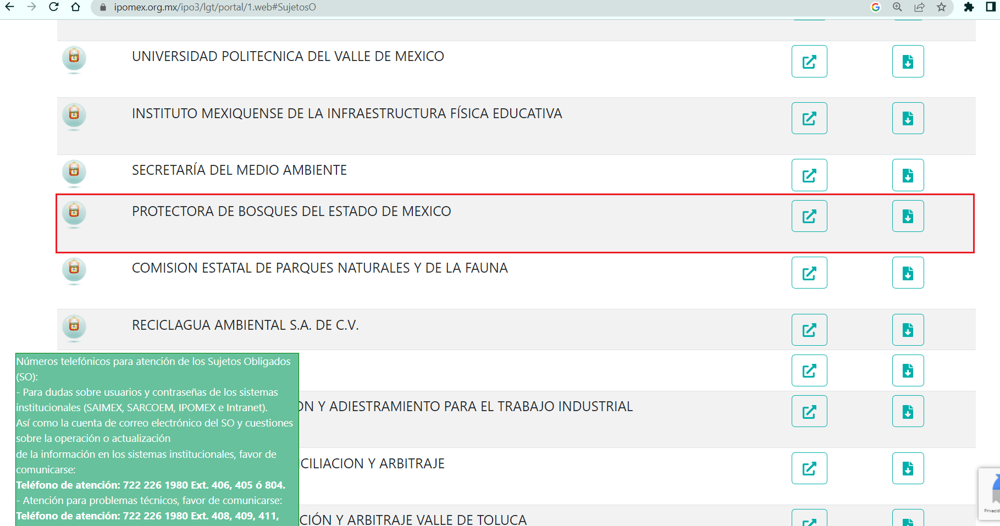 ipomex.org.mx/ipo3/lgt/portal/1.web#SujetosO
UNIVERSIDAD POLITECNICA DEL VALLE DE MEXICO
INSTITUTO MEXIQUENSE DE LA INFRAESTRUCTURA FÍSICA EDUCATIVA
SECRETARÍA DEL MEDIO AMBIENTE
PROTECTORA DE BOSQUES DEL ESTADO DE MEXICO
COMISION ESTATAL DE PARQUES NATURALES Y DE LA FAUNA
RECICLAGUA AMBIENTAL S.A. DE C.V.
Números telefónicos para atención de los Sujetos Obligados
(SO):
- Para dudas sobre usuarios y contraseñas de los sistemas
institucionales (SAIMEX, SARCOEM, IPOMEX e Intranet).
Así como la cuenta de correo electrónico del SO y cuestiones
sobre la operación o actualización
de la información en los sistemas institucionales, favor de
comunicarse:
Teléfono de atención: 722 226 1980 Ext. 406, 405 ó 804.
- Atención para problemas técnicos, favor de comunicarse:
Teléfono de atención: 722 226 1980 Ext. 408, 409, 411,
ON Y ADIESTRAMIENTO PARA EL TRABAJO INDUSTRIAL
CILIACION Y ARBITRAJE
CIÓN Y ARBITRAJE VALLE DE TOLUCA
Privacid